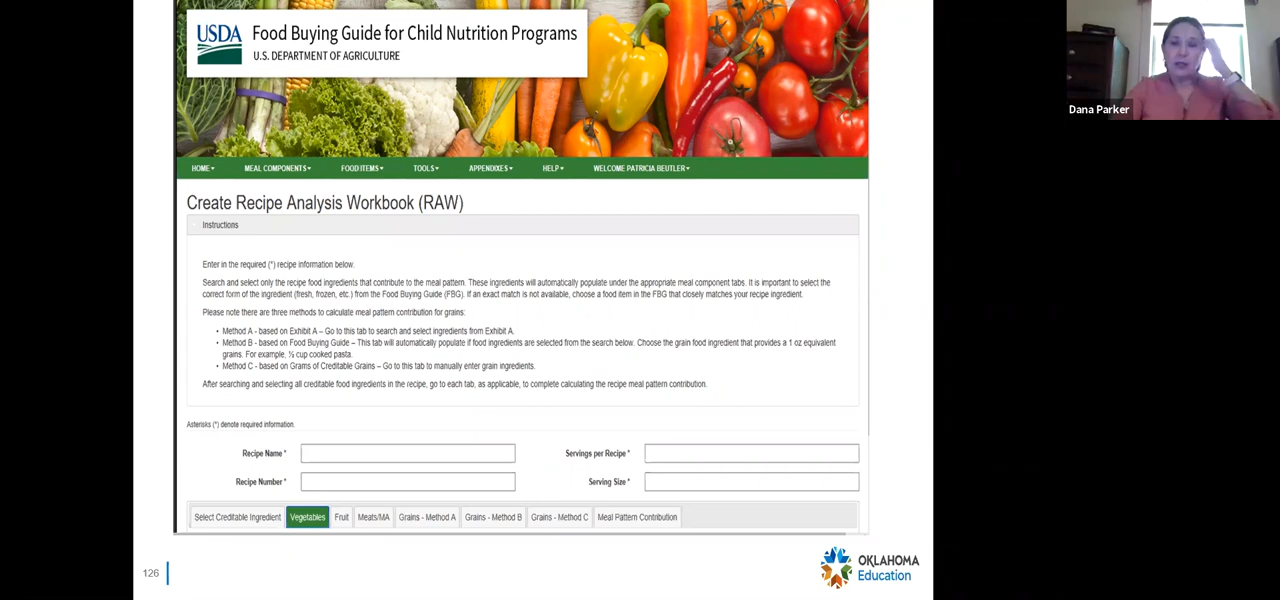 USDA
Food Buying Guide for Child Nutrition Programs
U.S. DEPARTMENT OF AGRICULTURE
Dana Parker
HOME MEAL COMPONENTS FOOD ITEMS TOOLS APPENDIXES HELP WELCOME PATRICIA BEUTLER
Create Recipe Analysis Workbook (RAW)
Instructions
Enter in the required (*) recipe information below.
Search and select only the recipe food ingredients that contribute to the meal pattern. These ingredients will automatically populate under the appropriate meal component tabs. It is important to select the
correct form of the ingredient (fresh, frozen, etc.) from the Food Buying Guide (FBG). If an exact match is not available, choose a food item in the FBG that closely matches your recipe ingredient.
Please note there are three methods to calculate meal pattern contribution for grains:
• Method A - based on Exhibit A – Go to this tab to search and select ingredients from Exhibit A.
• Method B - based on Food Buying Guide – This tab will automatically populate if food ingredients are selected from the search below. Choose the grain food ingredient that provides a 1 oz equivalent
grains. For example, ½ cup cooked pasta.
• Method C - based on Grams of Creditable Grains – Go to this tab to manually enter grain ingredients.
After searching and selecting all creditable food ingredients in the recipe, go to each tab, as applicable, to complete calculating the recipe meal pattern contribution.
Asterisks (*) denote required information.
Recipe Name * Servings per Recipe *
Recipe Number * Serving Size *
Select Creditable Ingredient Vegetables Fruit Meats/MA Grains - Method A Grains - Method B Grains - Method C Meal Pattern Contribution
126
OKLAHOMA
Education